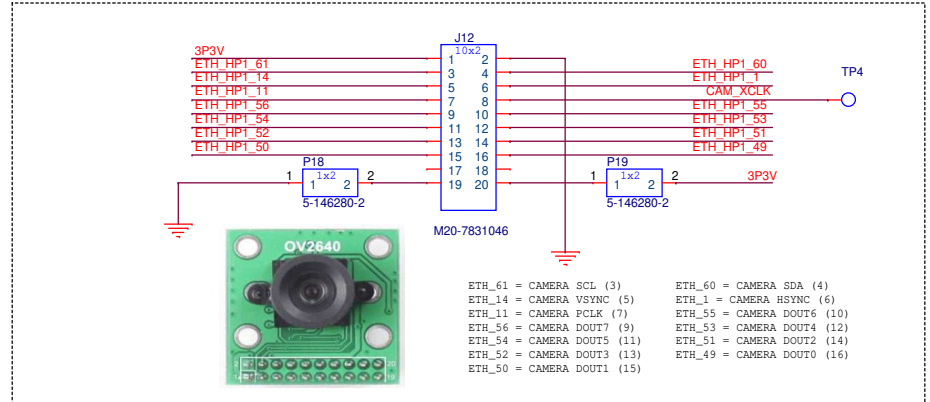 J12
10x2
3P3V
1 2
ETH_HP1_61
3 4
ETH_HP1_60
ETH_HP1_14
5 6
ETH_HP1_1
TP4
ETH_HP1_11
7 8
CAM_XCLK
ETH_HP1_56
9 10
ETH_HP1_55
ETH_HP1_54
11 12
ETH_HP1_53
ETH_HP1_52
13 14
ETH_HP1_51
ETH_HP1_50
15 16
ETH_HP1_49
P18
17 18
P19
1 1x2 2
1 2
5-146280-2
19 20
1 1x2 2
1 2
3P3V
5-146280-2
M20-7831046
OV2640
2 20
1 19
ETH_61 = CAMERA SCL (3)
ETH_14 = CAMERA VSYNC (5)
ETH_11 = CAMERA PCLK (7)
ETH_56 = CAMERA DOUT7 (9)
ETH_54 = CAMERA DOUT5 (11)
ETH_52 = CAMERA DOUT3 (13)
ETH_50 = CAMERA DOUT1 (15)
ETH_60 = CAMERA SDA (4)
ETH_1 = CAMERA HSYNC (6)
ETH_55 = CAMERA DOUT6 (10)
ETH_53 = CAMERA DOUT4 (12)
ETH_51 = CAMERA DOUT2 (14)
ETH_49 = CAMERA DOUT0 (16)